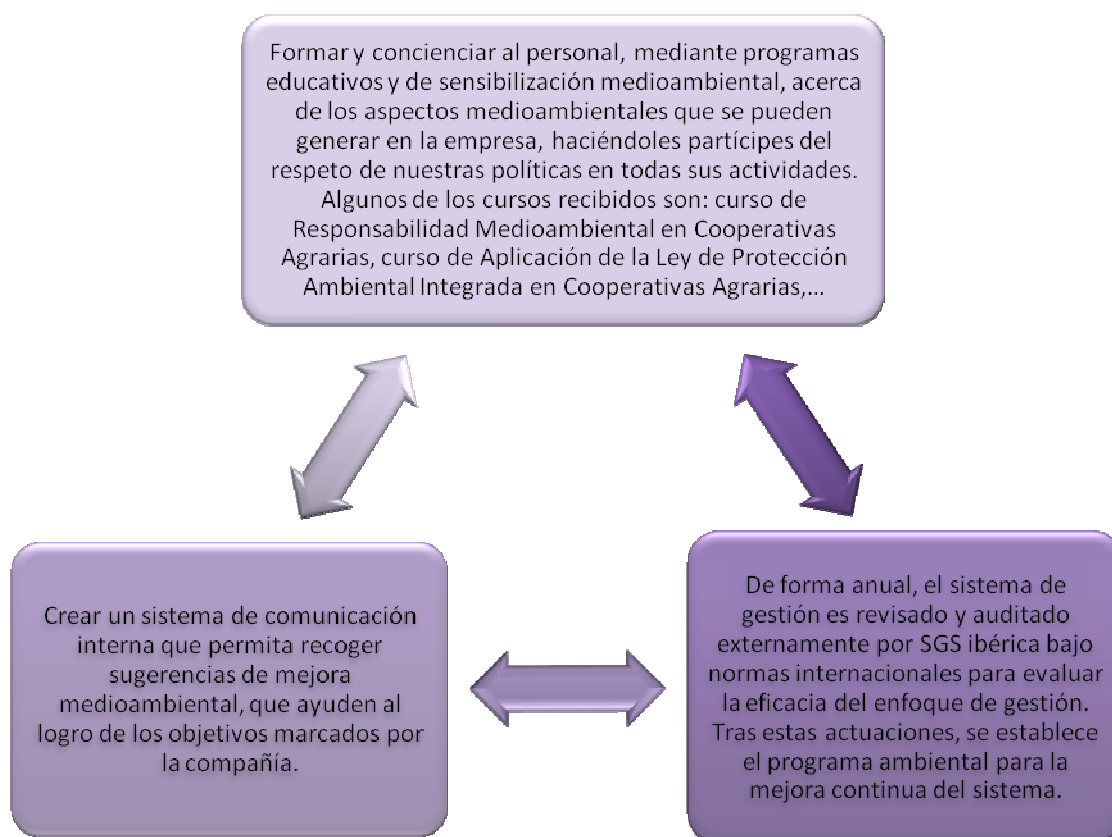 Formar y concienciar al personal, mediante programas
educativos y de sensibilización medioambiental, acerca
de los aspectos medioambientales que se pueden
generar en la empresa, haciéndoles partícipes del
respeto de nuestras políticas en todas sus actividades.
Algunos de los cursos recibidos son: curso de
Responsabilidad Medioambiental en Cooperativas
Agrarias, curso de Aplicación de la Ley de Protección
Ambiental Integrada en Cooperativas Agrarias,...
Crear un sistema de comunicación
interna que permita recoger
sugerencias de mejora
medioambiental, que ayuden al
logro de los objetivos marcados por
la compañía.
De forma anual, el sistema de
gestión es revisado y auditado
externamente por SGS ibérica bajo
normas internacionales para evaluar
la eficacia del enfoque de gestión.
Tras estas actuaciones, se establece
el programa ambiental para la
mejora continua del sistema.